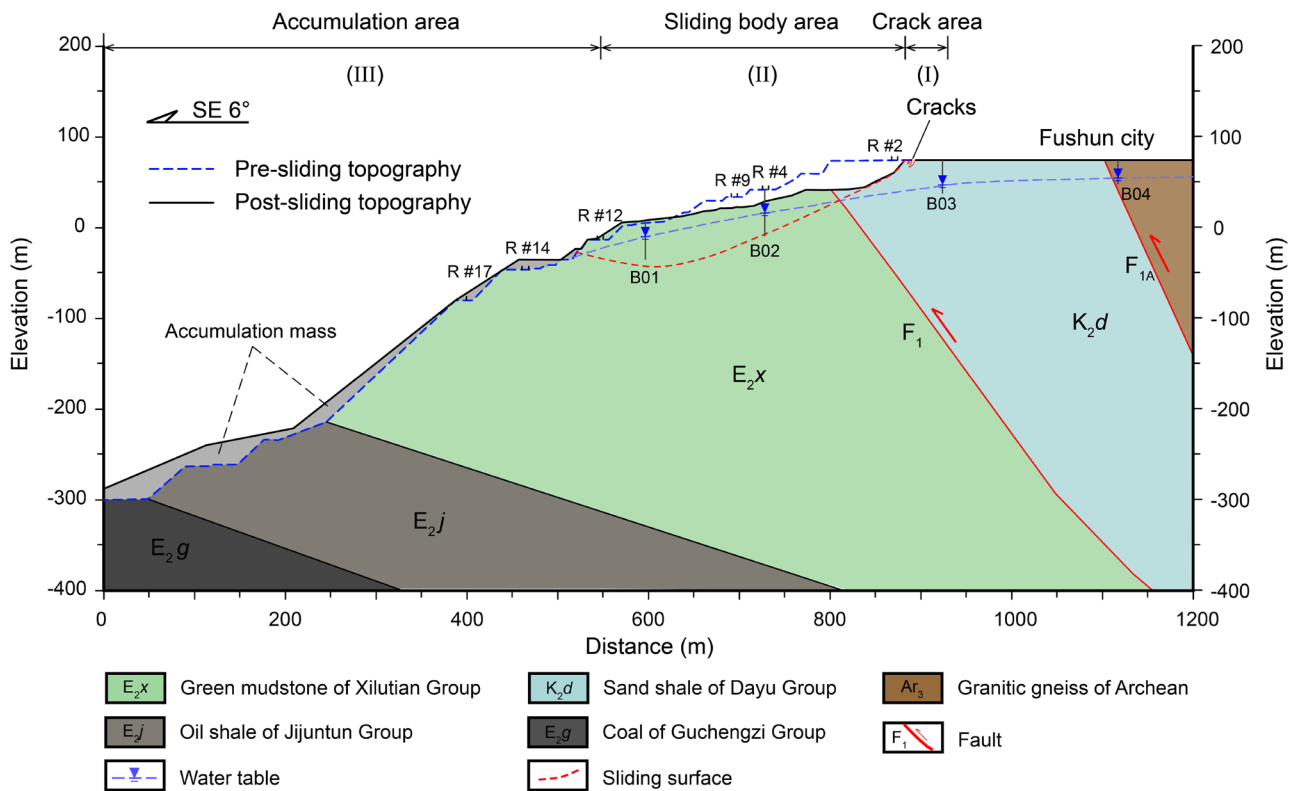 Accumulation area
Sliding body area
Crack area
(III)
(II)
(I)
200
100
0
-100
-200
-300
-400
Elevation (m)
200
100
0
-100
-200
-300
-400
Elevation (m)
SE 6°
Pre-sliding topography
Post-sliding topography
Cracks
Fushun city
R #2
R #4
R #9
R #12
R #14
R #17
B01
B02
B03
B04
Accumulation mass
F₁
F₁A
K₂d
E₂x
E₂j
E₂g
0
200
400
600
800
1000
1200
Distance (m)
E₂x Green mudstone of Xilutian Group
K₂d Sand shale of Dayu Group
Ar₃ Granitic gneiss of Archean
E₂j Oil shale of Jijuntun Group
E₂g Coal of Guchengzi Group
F₁ Fault
Water table
Sliding surface